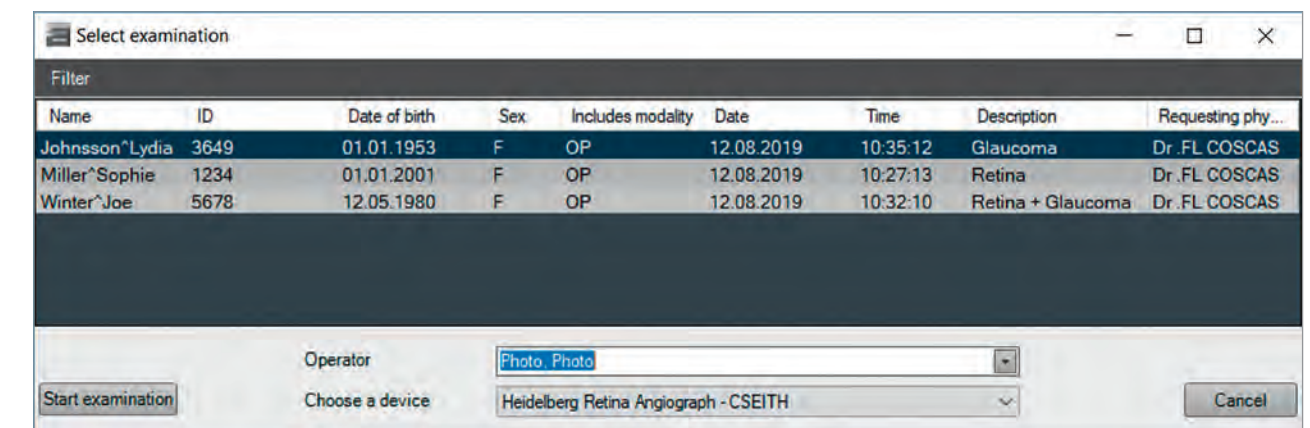 Select examination
Filter
Name ID Date of birth Sex Includes modality Date Time Description Requesting phy...
Johnsson^Lydia 3649 01.01.1953 F OP 12.08.2019 10:35:12 Glaucoma Dr .FL COSCAS
Miller^Sophie 1234 01.01.2001 F OP 12.08.2019 10:27:13 Retina Dr .FL COSCAS
Winter^Joe 5678 12.05.1980 F OP 12.08.2019 10:32:10 Retina + Glaucoma Dr .FL COSCAS
Operator Photo, Photo
Start examination Choose a device Heidelberg Retina Angiograph - CSEITH Cancel